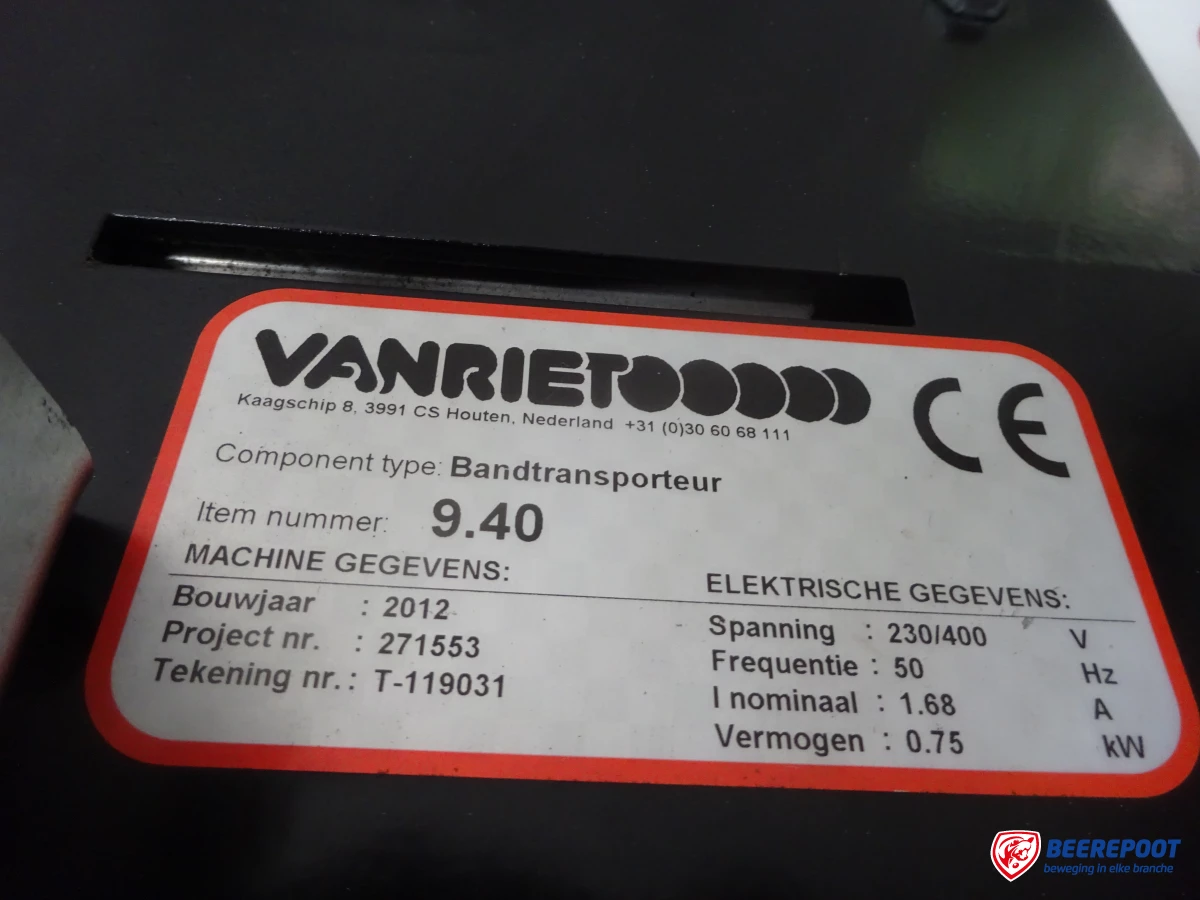 VANRIET
Kaagschip 8, 3991 CS Houten, Nederland +31 (0)30 60 68 111
CE
Component type: Bandtransporteur
Item nummer: 9.40
MACHINE GEGEVENS:
Bouwjaar : 2012
Project nr. : 271553
Tekening nr. : T-119031
ELEKTRISCHE GEGEVENS:
Spanning : 230/400 V
Frequentie : 50 Hz
I nominaal : 1.68 A
Vermogen : 0.75 kW
BEEREPOOT
beweging in elke branche